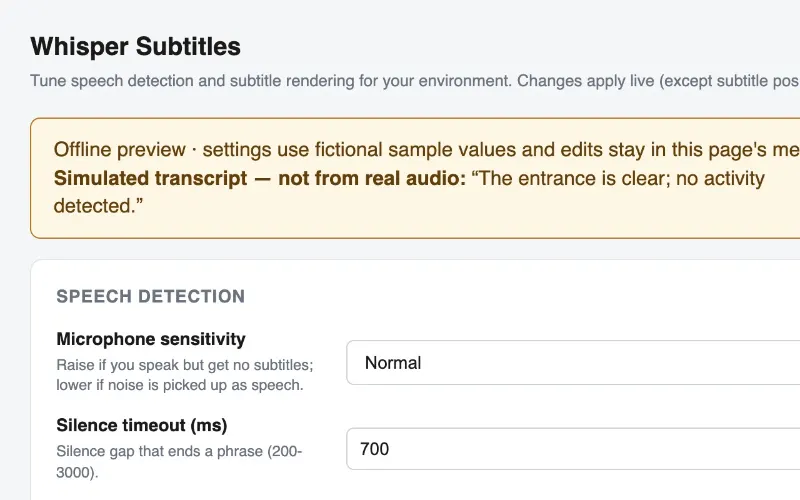 Whisper Subtitles
Tune speech detection and subtitle rendering for your environment. Changes apply live (except subtitle pos
Offline preview · settings use fictional sample values and edits stay in this page's me
Simulated transcript — not from real audio: “The entrance is clear; no activity
detected.”
SPEECH DETECTION
Microphone sensitivity
Raise if you speak but get no subtitles;
lower if noise is picked up as speech.
Normal
Silence timeout (ms)
Silence gap that ends a phrase (200-
3000).
700